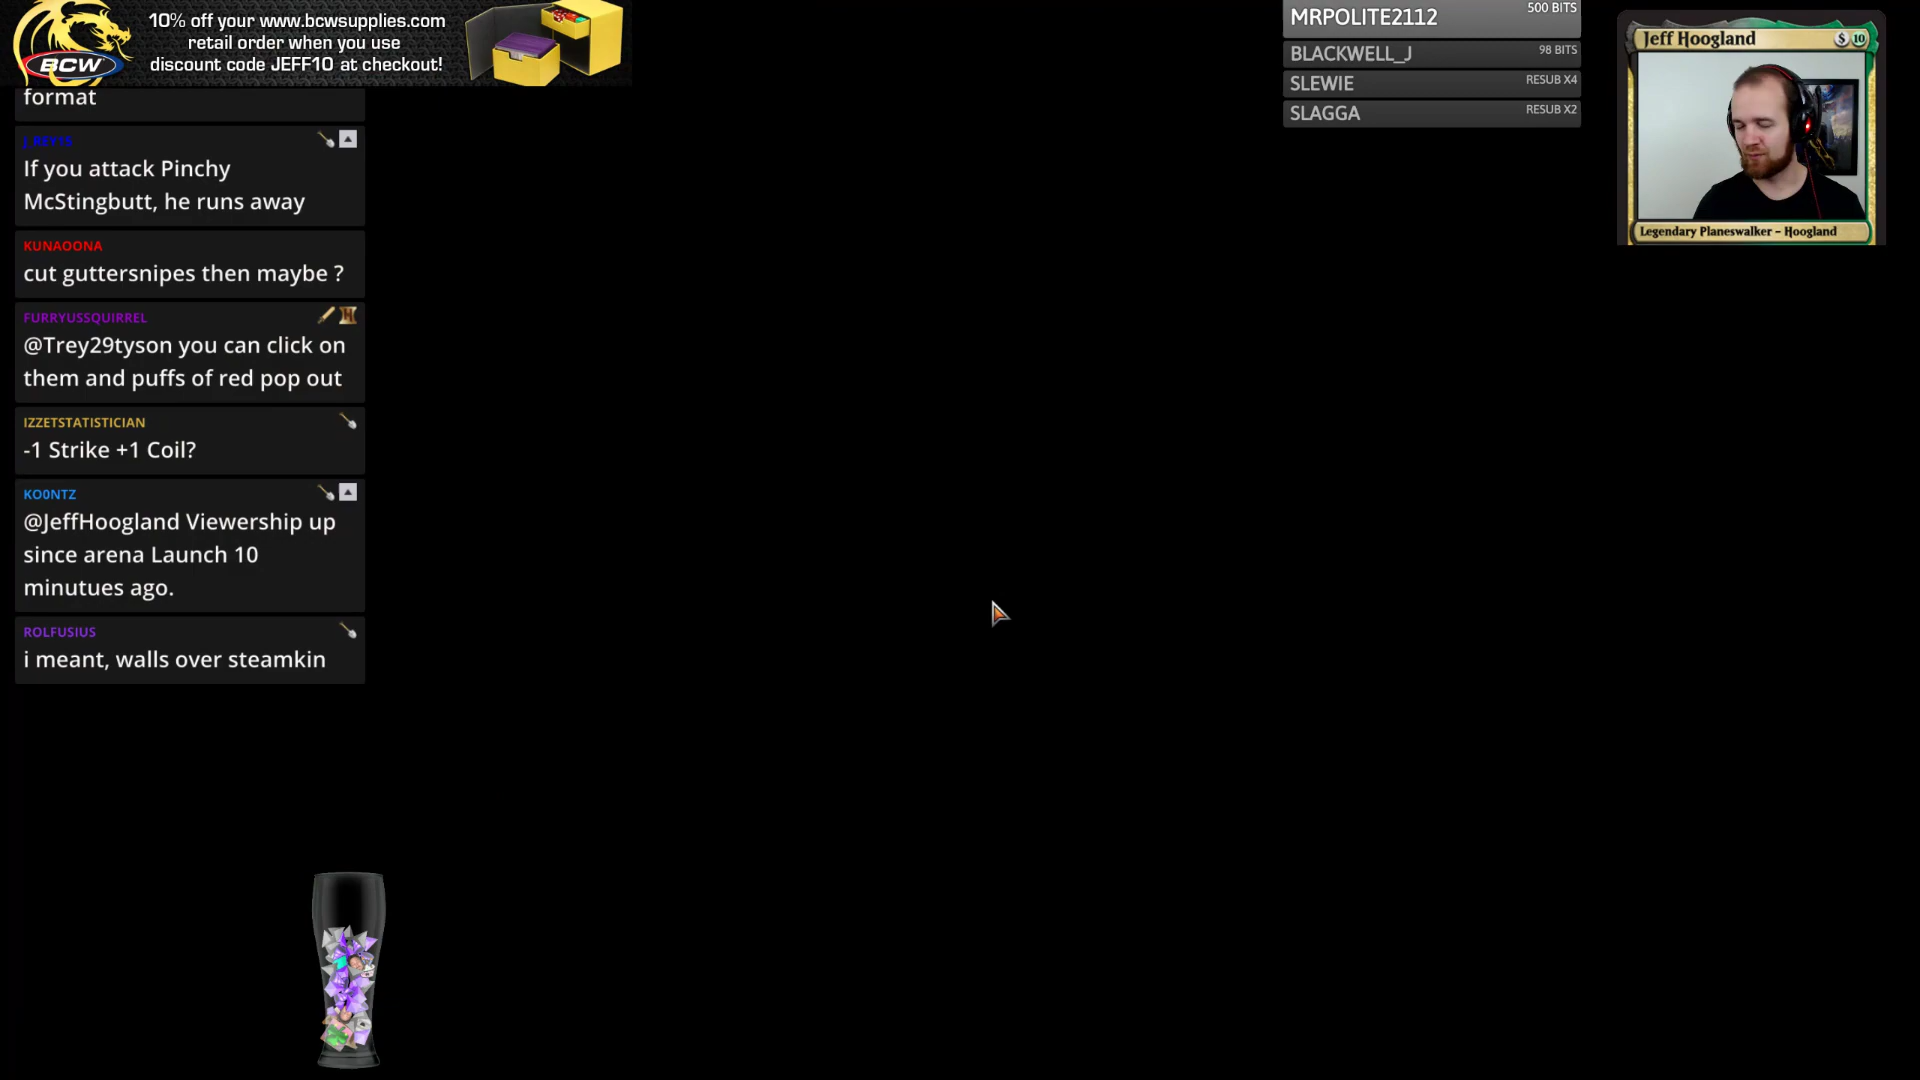 10% off your www.bcwsupplies.com
retail order when you use
discount code JEFF10 at checkout!
BCW
format
J_REY15
If you attack Pinchy
McStingbutt, he runs away
KUNAOONA
cut guttersnipes then maybe ?
FURRYUSSQUIRREL
@Trey29tyson you can click on
them and puffs of red pop out
IZZETSTATISTICIAN
-1 Strike +1 Coil?
KO0NTZ
@JeffHoogland Viewership up
since arena Launch 10
minutues ago.
ROLFUSIUS
i meant, walls over steamkin
MRPOLITE2112 500 BITS
BLACKWELL_J 98 BITS
SLEWIE RESUB X4
SLAGGA RESUB X2
Jeff Hoogland $ 10
Legendary Planeswalker – Hoogland